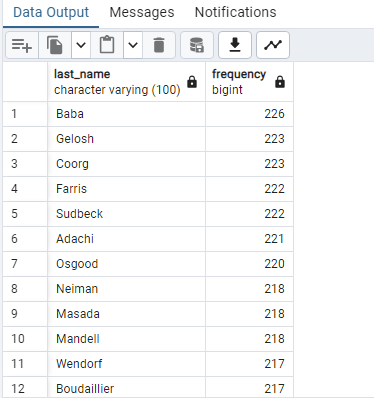 Data Output Messages Notifications
last_name frequency
character varying (100) bigint
1 Baba 226
2 Gelosh 223
3 Coorg 223
4 Farris 222
5 Sudbeck 222
6 Adachi 221
7 Osgood 220
8 Neiman 218
9 Masada 218
10 Mandell 218
11 Wendorf 217
12 Boudaillier 217